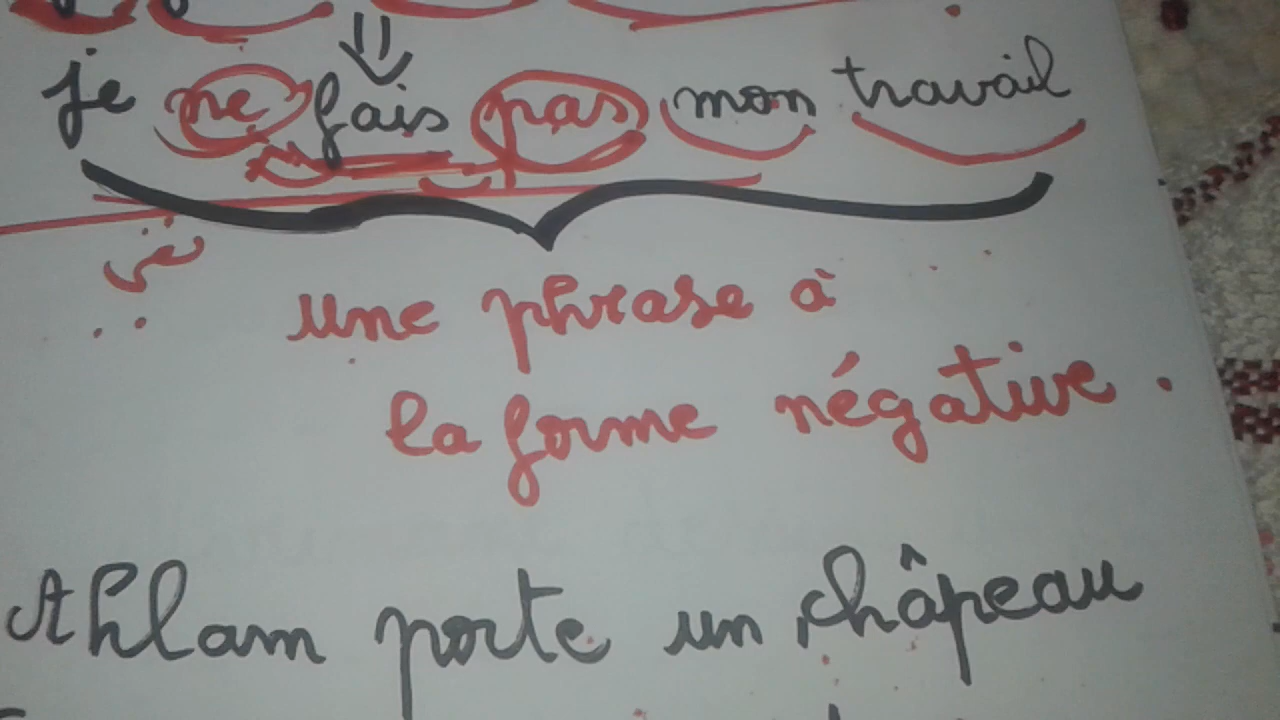 je ne fais pas mon travail
une phrase à
la forme négative.
Ahlam porte un châpeau